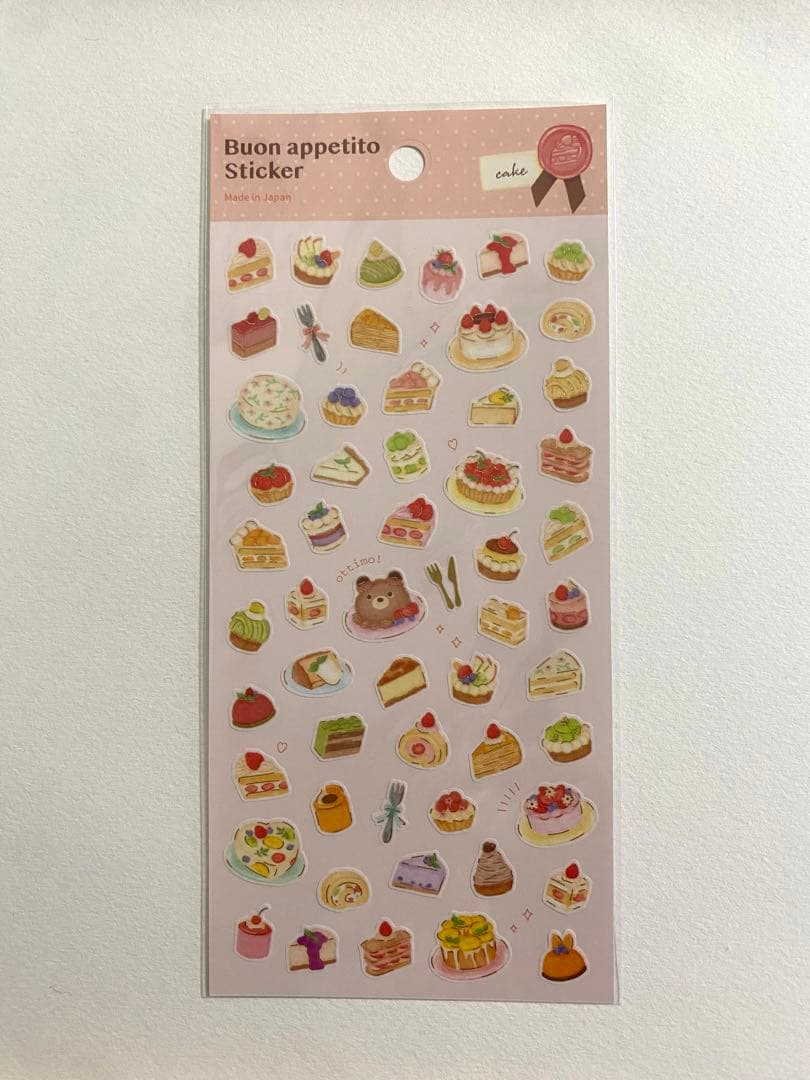 Buon appetito
Sticker
Made in Japan
cake
ottimo!